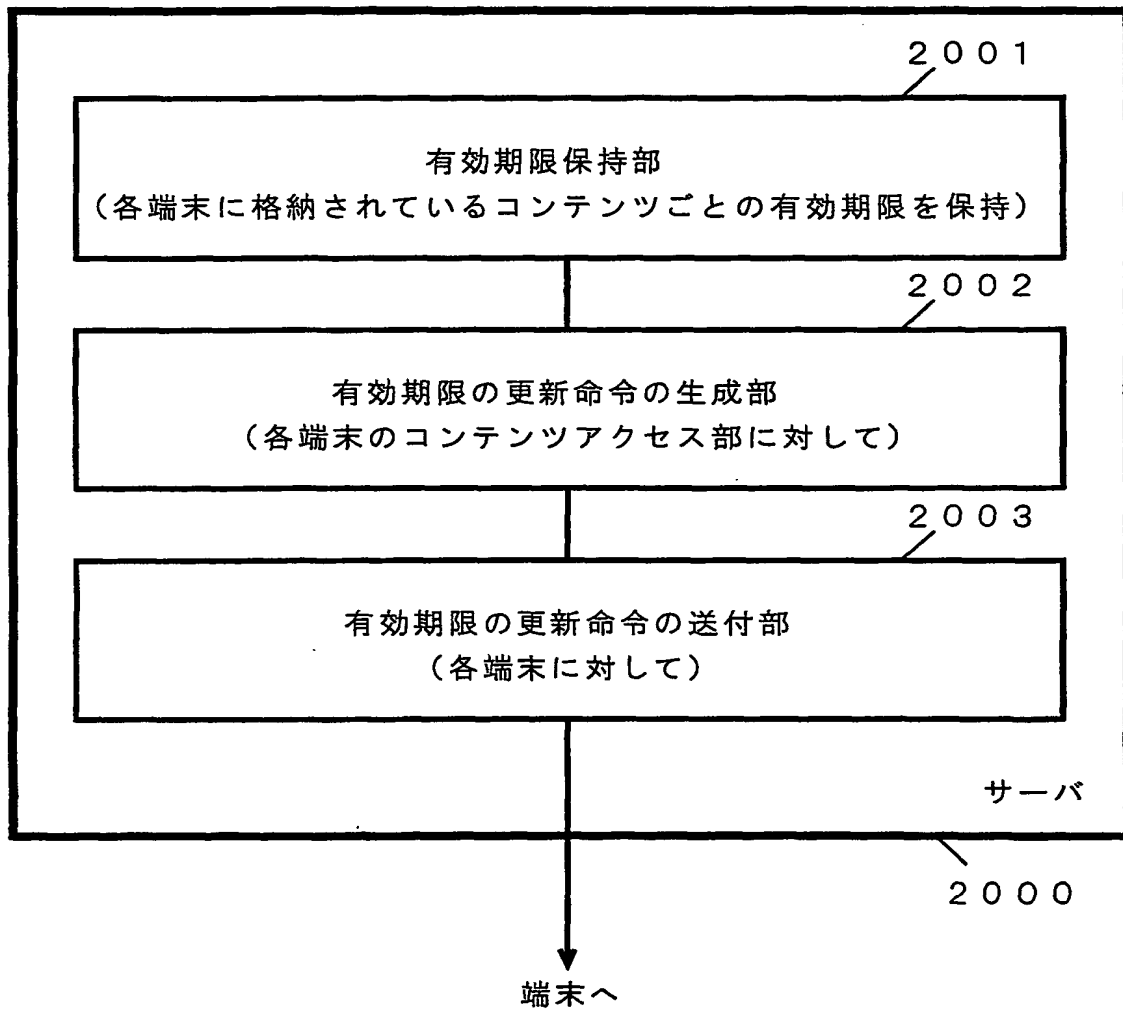 ２００１
有効期限保持部
（各端末に格納されているコンテンツごとの有効期限を保持）
２００２
有効期限の更新命令の生成部
（各端末のコンテンツアクセス部に対して）
２００３
有効期限の更新命令の送付部
（各端末に対して）
サーバ
２０００
端末へ